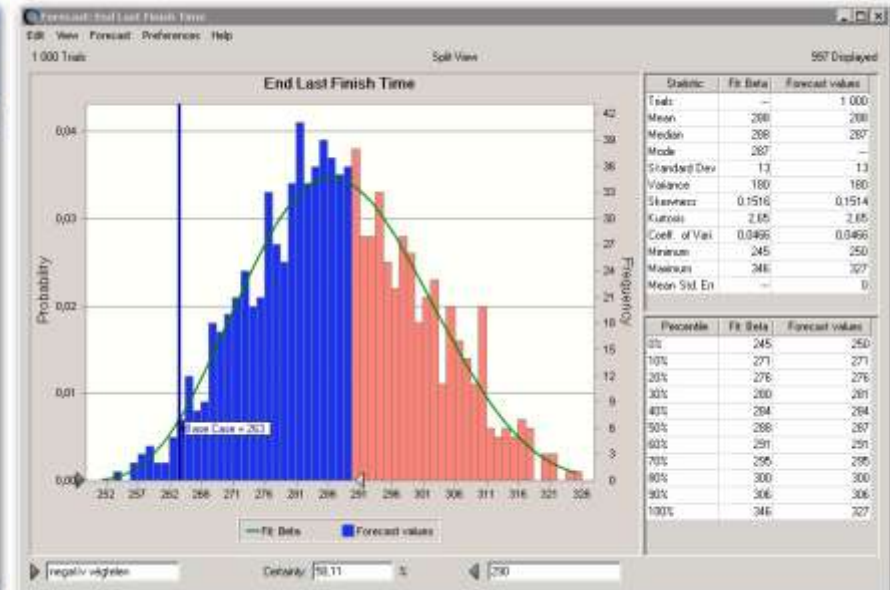 Forecast: End Last Finish Time
Edit View Forecast Preferences Help
1 000 Trials Split View 997 Displayed
End Last Finish Time
Probability
0,04
0,03
0,02
0,01
0,00
Frequency
42
39
36
33
30
27
24
21
18
15
12
9
6
3
0
Base Case = 263
252 257 262 266 271 276 281 286 291 296 301 306 311 316 321 326
Fit: Beta Forecast values
Statistic Fit: Beta Forecast values
Trials --- 1 000
Mean 288 288
Median 288 287
Mode 287 ---
Standard Dev 13 13
Variance 180 180
Skewness 0,1516 0,1514
Kurtosis 2,65 2,65
Coeff. of Vari 0,0466 0,0466
Minimum 245 250
Maximum 346 327
Mean Std. Err --- 0
Percentile Fit: Beta Forecast values
0% 245 250
10% 271 271
20% 276 276
30% 280 281
40% 284 284
50% 288 287
60% 291 291
70% 295 295
80% 300 300
90% 306 306
100% 346 327
negatív végtelen Certainty: 58,11 % 290